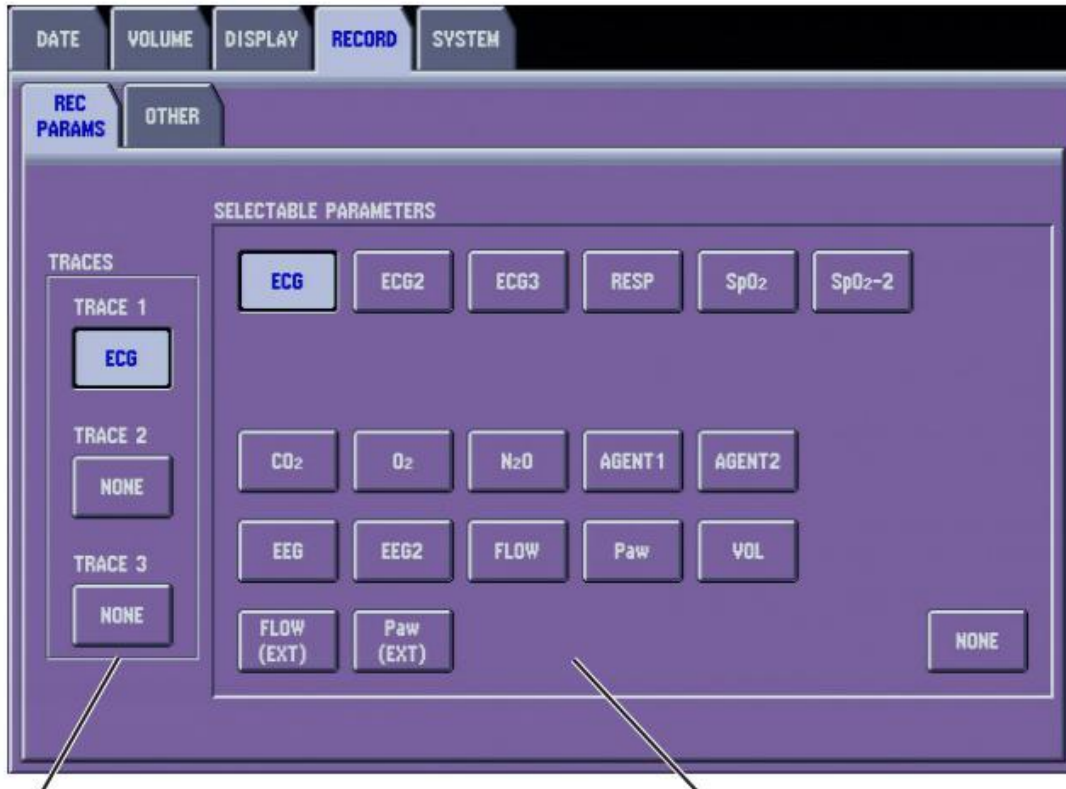 DATE VOLUME DISPLAY RECORD SYSTEM
REC
PARAMS
OTHER
SELECTABLE PARAMETERS
TRACES
TRACE 1
ECG
TRACE 2
NONE
TRACE 3
NONE
ECG ECG2 ECG3 RESP SpO₂ SpO₂-2
CO₂ O₂ N₂O AGENT1 AGENT2
EEG EEG2 FLOW Paw VOL
FLOW
(EXT)
Paw
(EXT)
NONE